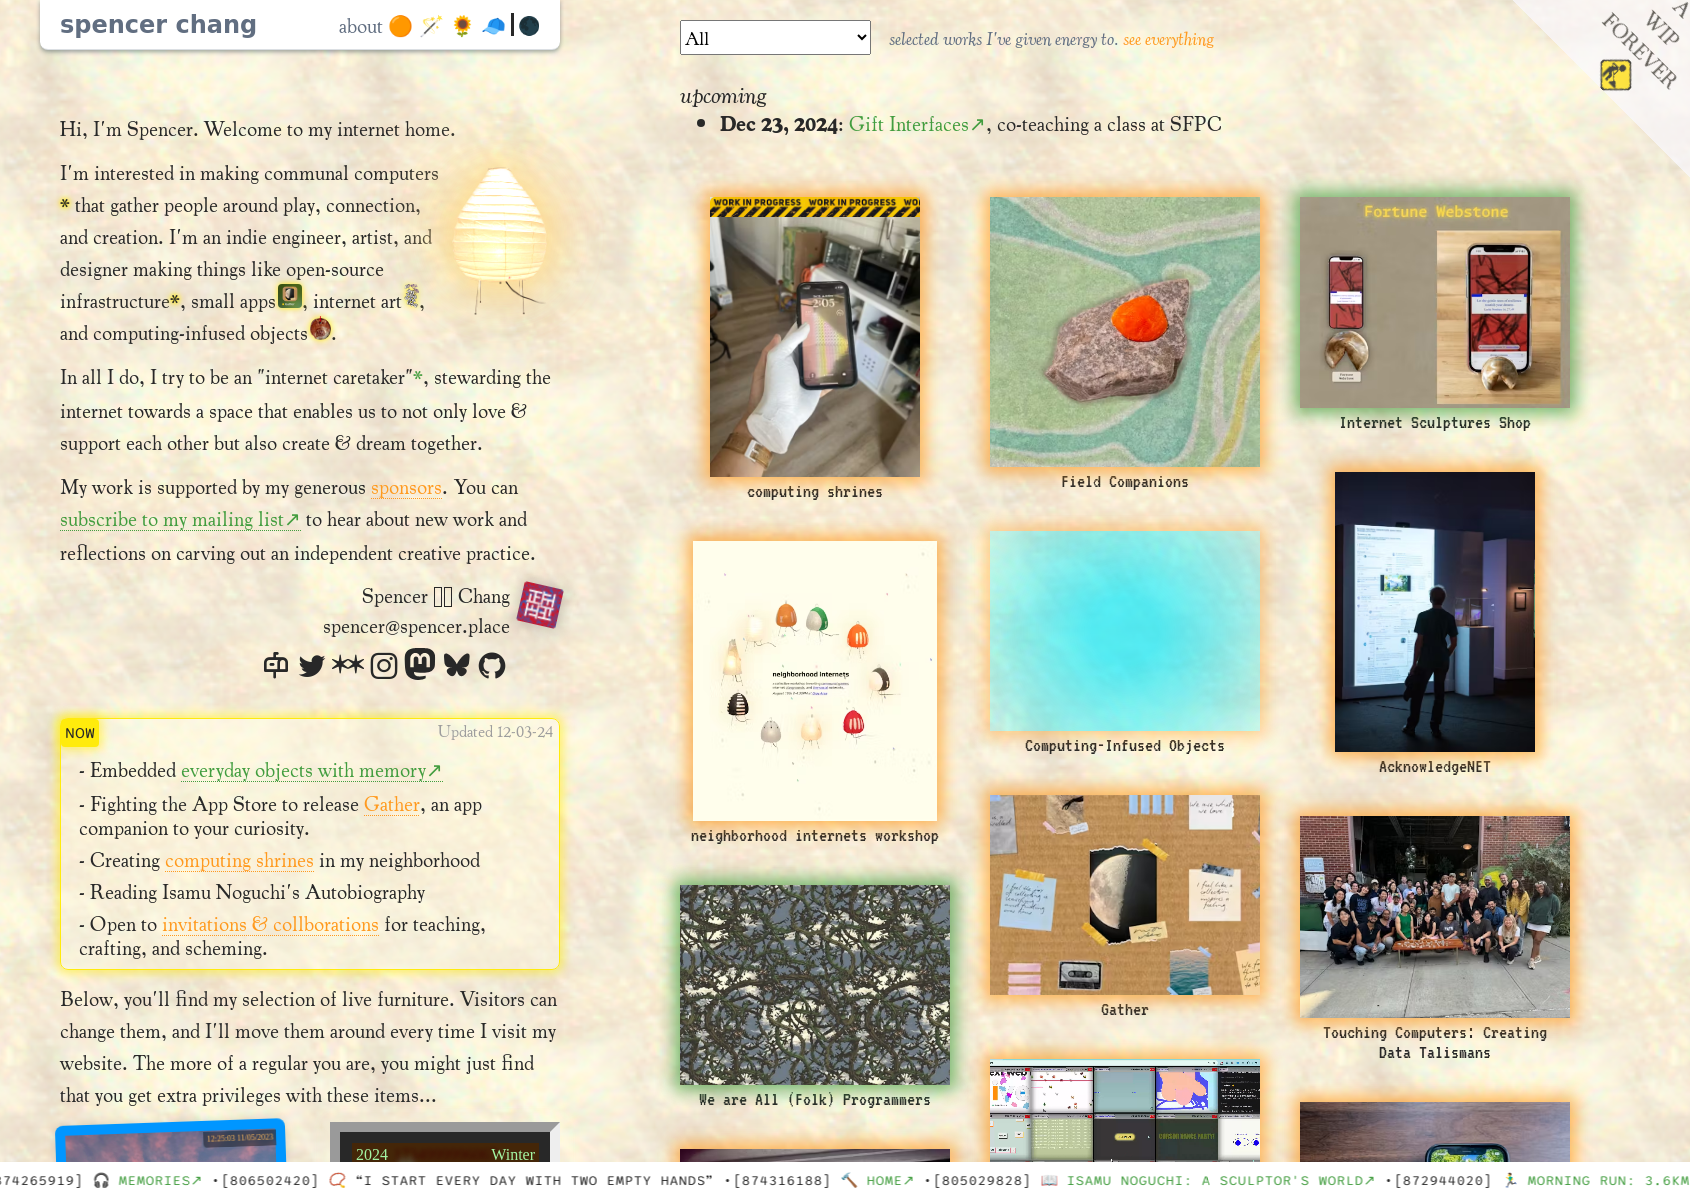 spencer chang
about
Hi, I'm Spencer. Welcome to my internet home.
I'm interested in making communal computers
* that gather people around play, connection,
and creation. I'm an indie engineer, artist, and
designer making things like open-source
infrastructure*, small apps, internet art,
and computing-infused objects.
In all I do, I try to be an "internet caretaker"*, stewarding the
internet towards a space that enables us to not only love &
support each other but also create & dream together.
My work is supported by my generous sponsors. You can
subscribe to my mailing list↗ to hear about new work and
reflections on carving out an independent creative practice.
Spencer Chang
spencer@spencer.place
NOW
Updated 12-03-24
- Embedded everyday objects with memory↗
- Fighting the App Store to release Gather, an app
companion to your curiosity.
- Creating computing shrines in my neighborhood
- Reading Isamu Noguchi's Autobiography
- Open to invitations & collborations for teaching,
crafting, and scheming.
Below, you'll find my selection of live furniture. Visitors can
change them, and I'll move them around every time I visit my
website. The more of a regular you are, you might just find
that you get extra privileges with these items...
12:25:03 11/05/2023
2024 Winter
All
selected works I've given energy to. see everything
A
WIP
FOREVER
upcoming
Dec 23, 2024: Gift Interfaces↗, co-teaching a class at SFPC
WORK IN PROGRESS WORK IN PROGRESS WO
2:05
computing shrines
Field Companions
Fortune Webstone
Internet Sculptures Shop
neighborhood internets
neighborhood internets workshop
Computing-Infused Objects
AcknowledgeNET
We are All (Folk) Programmers
Gather
Touching Computers: Creating
Data Talismans
874265919] 🎧 MEMORIES↗ •[806502420] 📿 “I START EVERY DAY WITH TWO EMPTY HANDS” •[874316188] 🔨 HOME↗ •[805029828] 📖 ISAMU NOGUCHI: A SCULPTOR'S WORLD↗ •[872944020] 🏃 MORNING RUN: 3.6KM